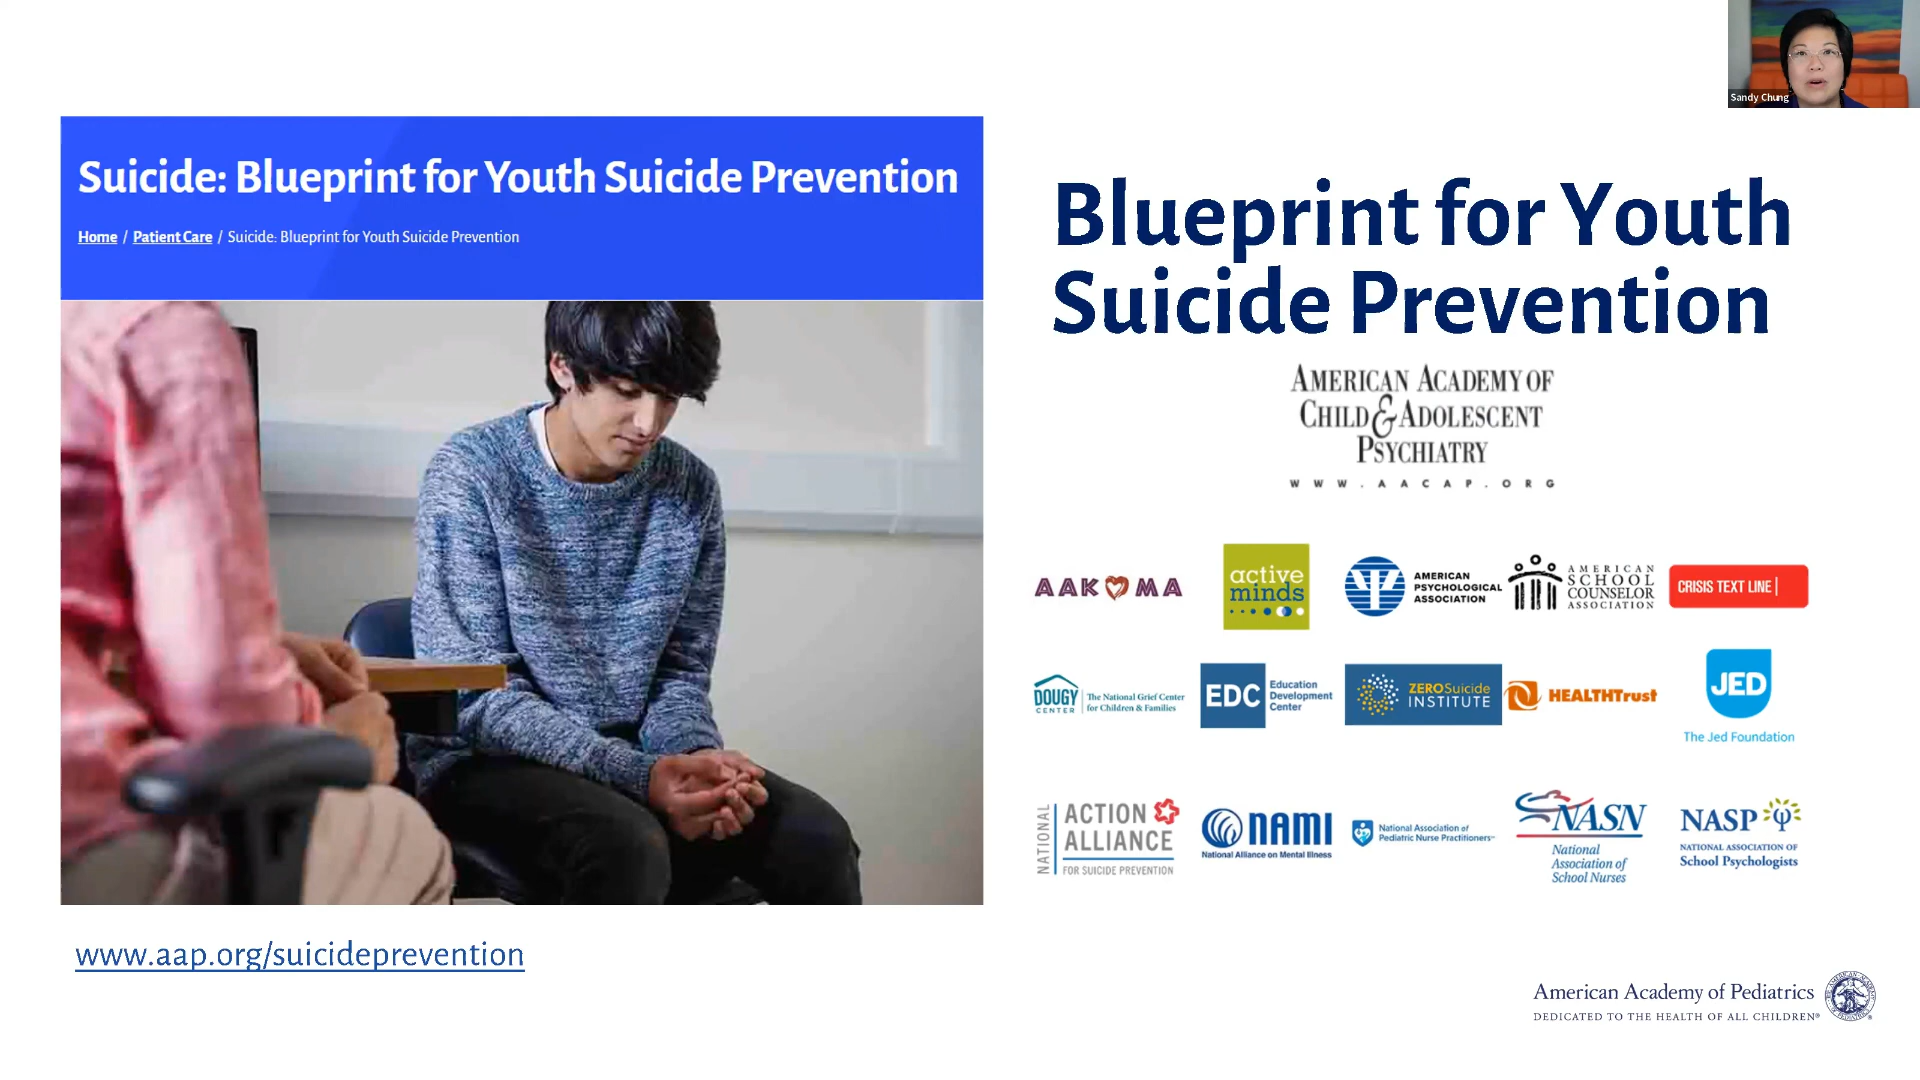 Sandy Chung
Suicide: Blueprint for Youth Suicide Prevention
Home / Patient Care / Suicide: Blueprint for Youth Suicide Prevention
Blueprint for Youth
Suicide Prevention
AMERICAN ACADEMY OF
CHILD & ADOLESCENT
PSYCHIATRY
WWW.AACAP.ORG
AAKOMA
active
minds
AMERICAN
PSYCHOLOGICAL
ASSOCIATION
AMERICAN
SCHOOL
COUNSELOR
ASSOCIATION
CRISIS TEXT LINE |
DOUGY
CENTER
The National Grief Center
for Children & Families
EDC
Education
Development
Center
ZEROSuicide
INSTITUTE
HEALTHTrust
JED
The Jed Foundation
NATIONAL
ACTION
ALLIANCE
FOR SUICIDE PREVENTION
NAMI
National Alliance on Mental Illness
National Association of
Pediatric Nurse Practitioners
NASN
National
Association of
School Nurses
NASP
NATIONAL ASSOCIATION OF
School Psychologists
www.aap.org/suicideprevention
American Academy of Pediatrics
DEDICATED TO THE HEALTH OF ALL CHILDREN®